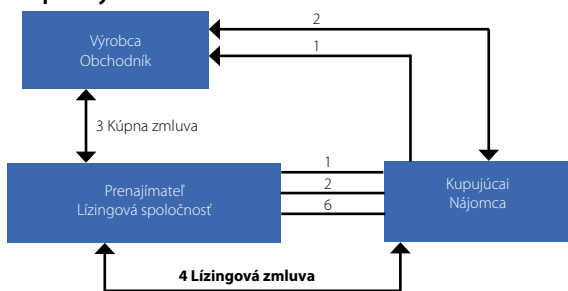 2
1
Výrobca
Obchodník
3 Kúpna zmluva
Prenajímateľ
Lízingová spoločnosť
1
2
6
Kupujúcai
Nájomca
4 Lízingová zmluva